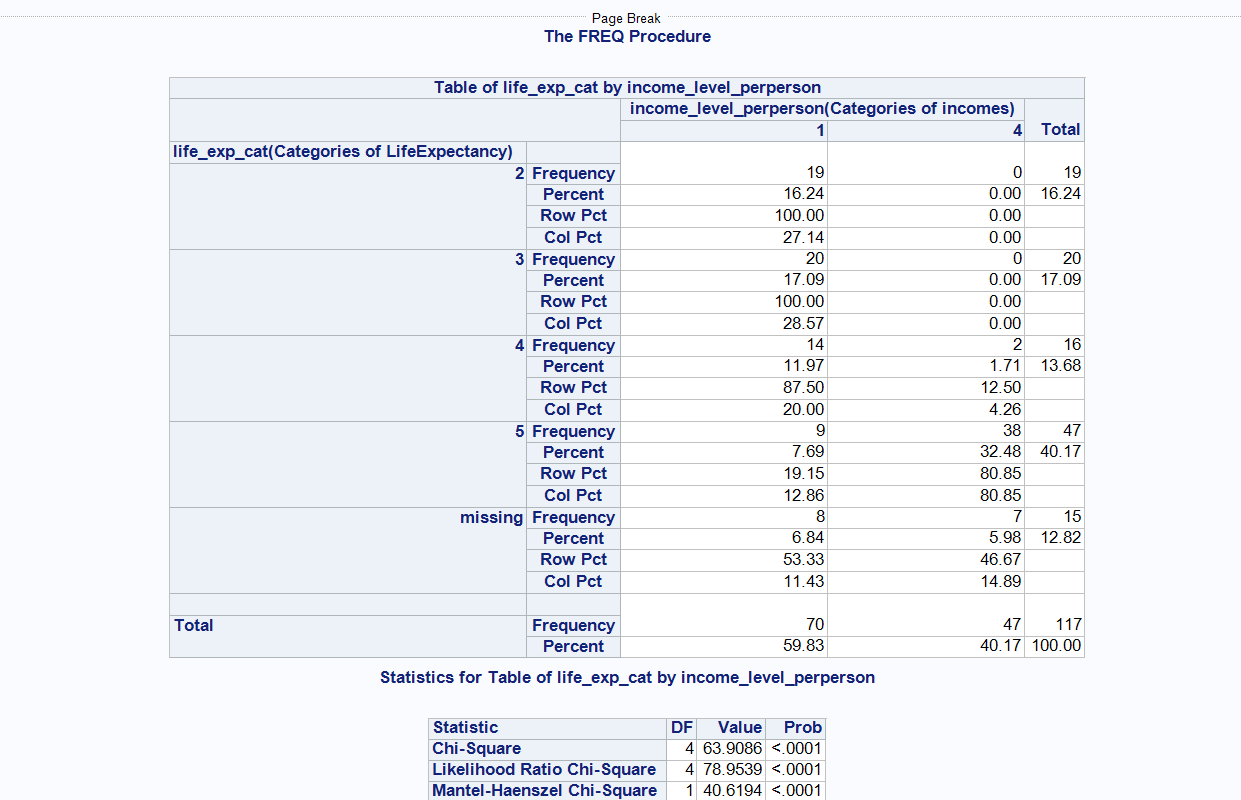 Page Break
The FREQ Procedure
Table of life_exp_cat by income_level_perperson
income_level_perperson(Categories of incomes)
1 4 Total
life_exp_cat(Categories of LifeExpectancy)
2 Frequency 19 0 19
Percent 16.24 0.00 16.24
Row Pct 100.00 0.00
Col Pct 27.14 0.00
3 Frequency 20 0 20
Percent 17.09 0.00 17.09
Row Pct 100.00 0.00
Col Pct 28.57 0.00
4 Frequency 14 2 16
Percent 11.97 1.71 13.68
Row Pct 87.50 12.50
Col Pct 20.00 4.26
5 Frequency 9 38 47
Percent 7.69 32.48 40.17
Row Pct 19.15 80.85
Col Pct 12.86 80.85
missing Frequency 8 7 15
Percent 6.84 5.98 12.82
Row Pct 53.33 46.67
Col Pct 11.43 14.89
Total Frequency 70 47 117
Percent 59.83 40.17 100.00
Statistics for Table of life_exp_cat by income_level_perperson
Statistic DF Value Prob
Chi-Square 4 63.9086 <.0001
Likelihood Ratio Chi-Square 4 78.9539 <.0001
Mantel-Haenszel Chi-Square 1 40.6194 <.0001